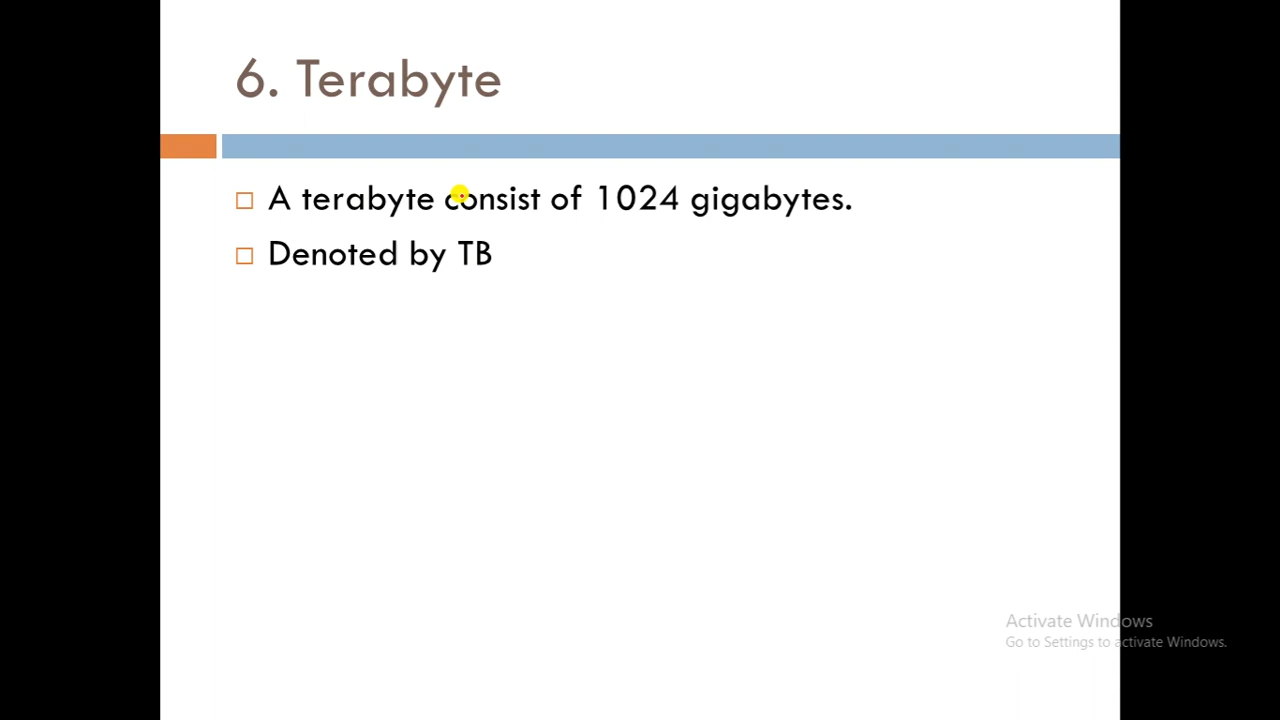 6. Terabyte
A terabyte consist of 1024 gigabytes.
Denoted by TB
Activate Windows
Go to Settings to activate Windows.